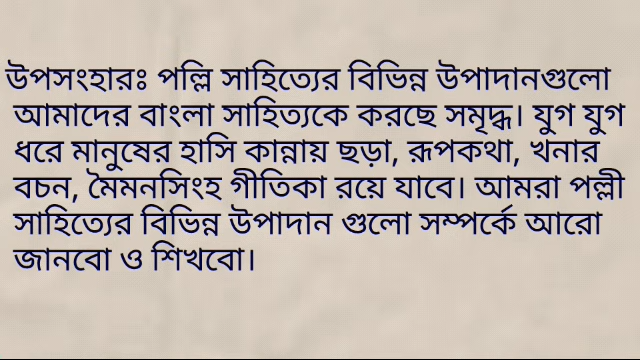 উপসংহারঃ পল্লি সাহিত্যের বিভিন্ন উপাদানগুলো
আমাদের বাংলা সাহিত্যকে করছে সমৃদ্ধ। যুগ যুগ
ধরে মানুষের হাসি কান্নায় ছড়া, রূপকথা, খনার
বচন, মৈমনসিংহ গীতিকা রয়ে যাবে। আমরা পল্লী
সাহিত্যের বিভিন্ন উপাদান গুলো সম্পর্কে আরো
জানবো ও শিখবো।